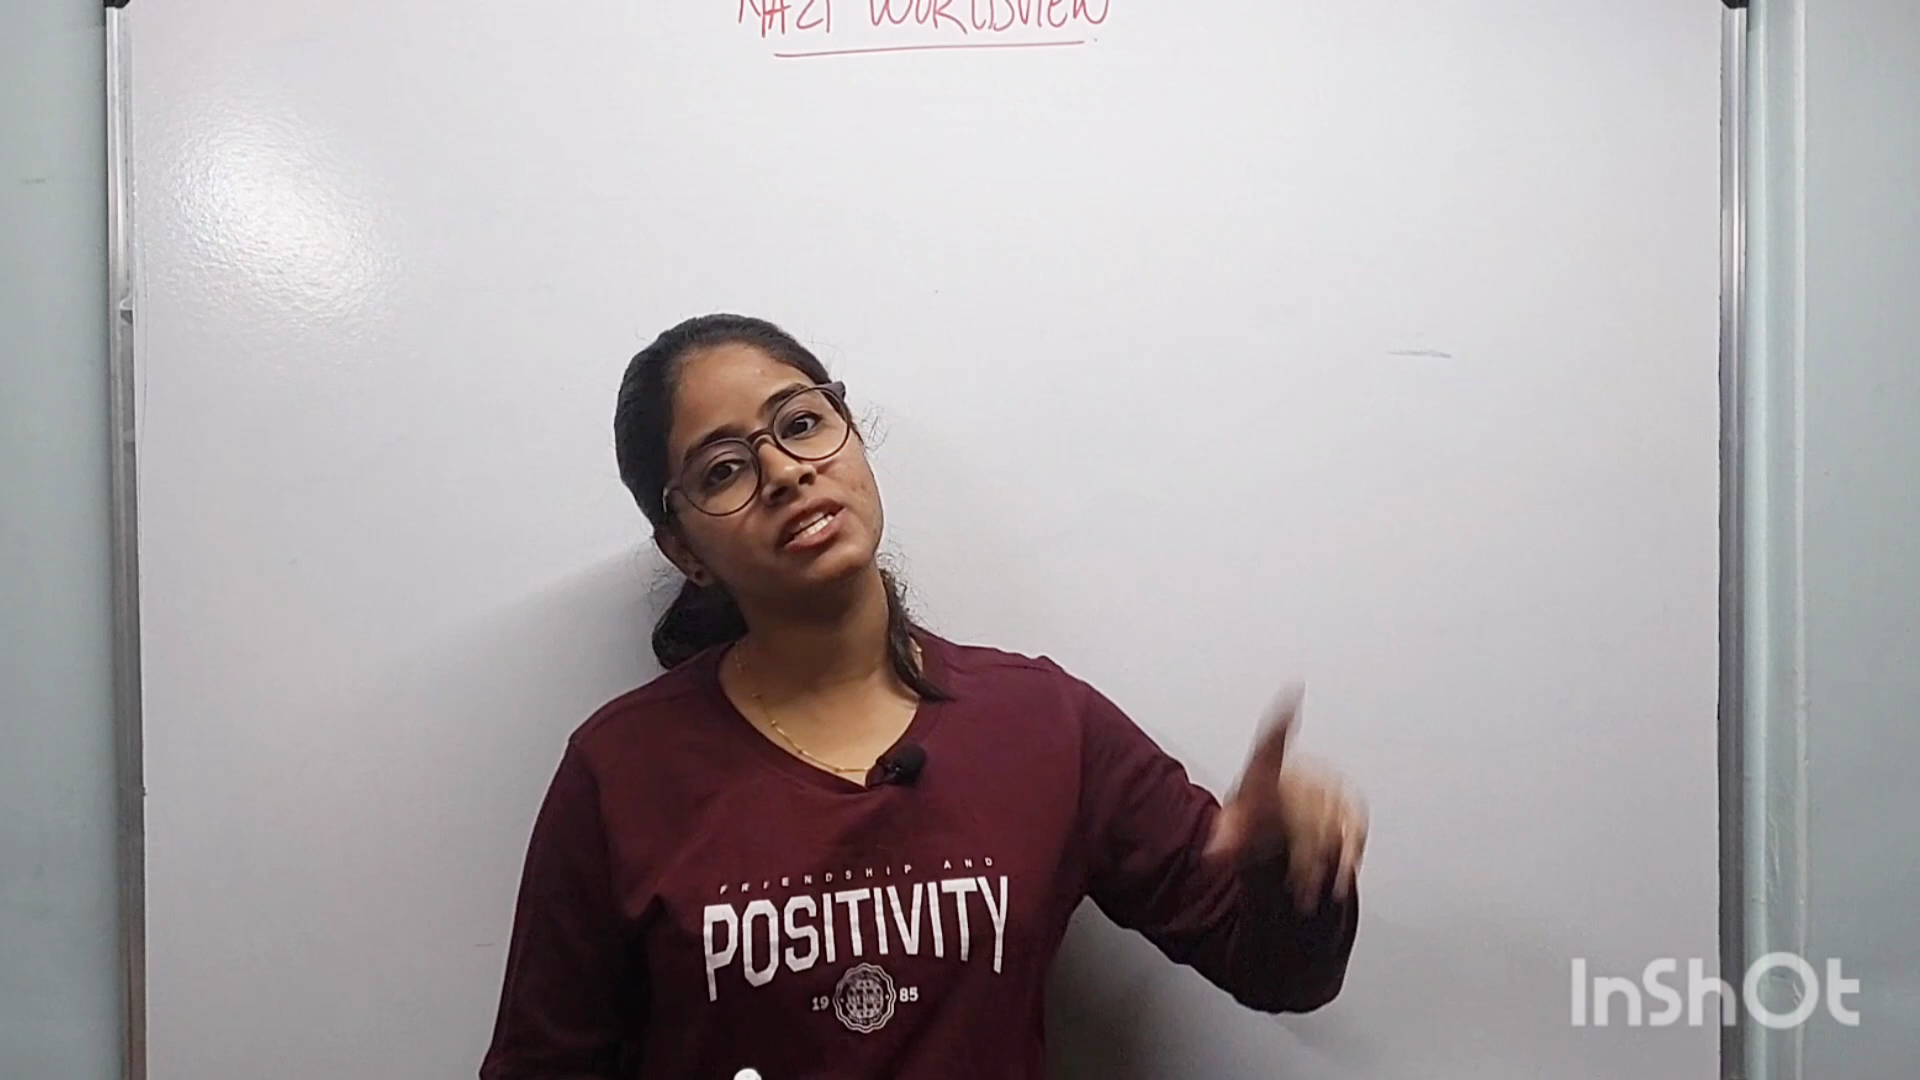 NAZI WORLDVIEW
FRIENDSHIP AND
POSITIVITY
19 85
InShOt